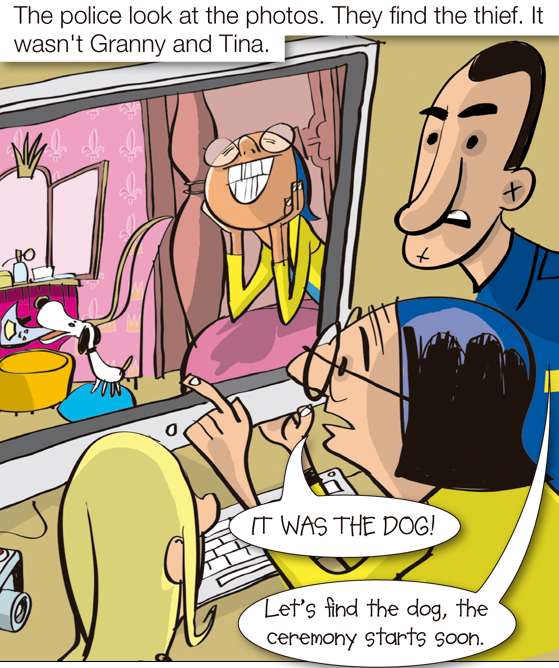 The police look at the photos. They find the thief. It
wasn't Granny and Tina.
IT WAS THE DOG!
Let's find the dog, the
ceremony starts soon.